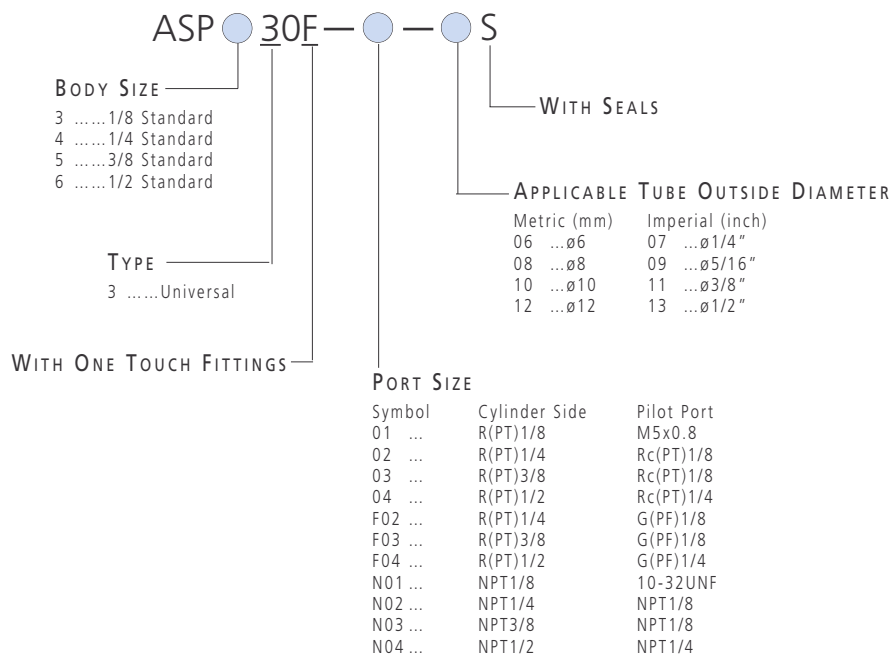 ASP 30F — — S
BODY SIZE
3 ......1/8 Standard
4 ......1/4 Standard
5 ......3/8 Standard
6 ......1/2 Standard
WITH SEALS
APPLICABLE TUBE OUTSIDE DIAMETER
Metric (mm) Imperial (inch)
06 ...ø6 07 ...ø1/4"
08 ...ø8 09 ...ø5/16"
10 ...ø10 11 ...ø3/8"
12 ...ø12 13 ...ø1/2"
TYPE
3 ......Universal
WITH ONE TOUCH FITTINGS
PORT SIZE
Symbol Cylinder Side Pilot Port
01 ... R(PT)1/8 M5x0.8
02 ... R(PT)1/4 Rc(PT)1/8
03 ... R(PT)3/8 Rc(PT)1/8
04 ... R(PT)1/2 Rc(PT)1/4
F02 ... R(PT)1/4 G(PF)1/8
F03 ... R(PT)3/8 G(PF)1/8
F04 ... R(PT)1/2 G(PF)1/4
N01 ... NPT1/8 10-32UNF
N02 ... NPT1/4 NPT1/8
N03 ... NPT3/8 NPT1/8
N04 ... NPT1/2 NPT1/4